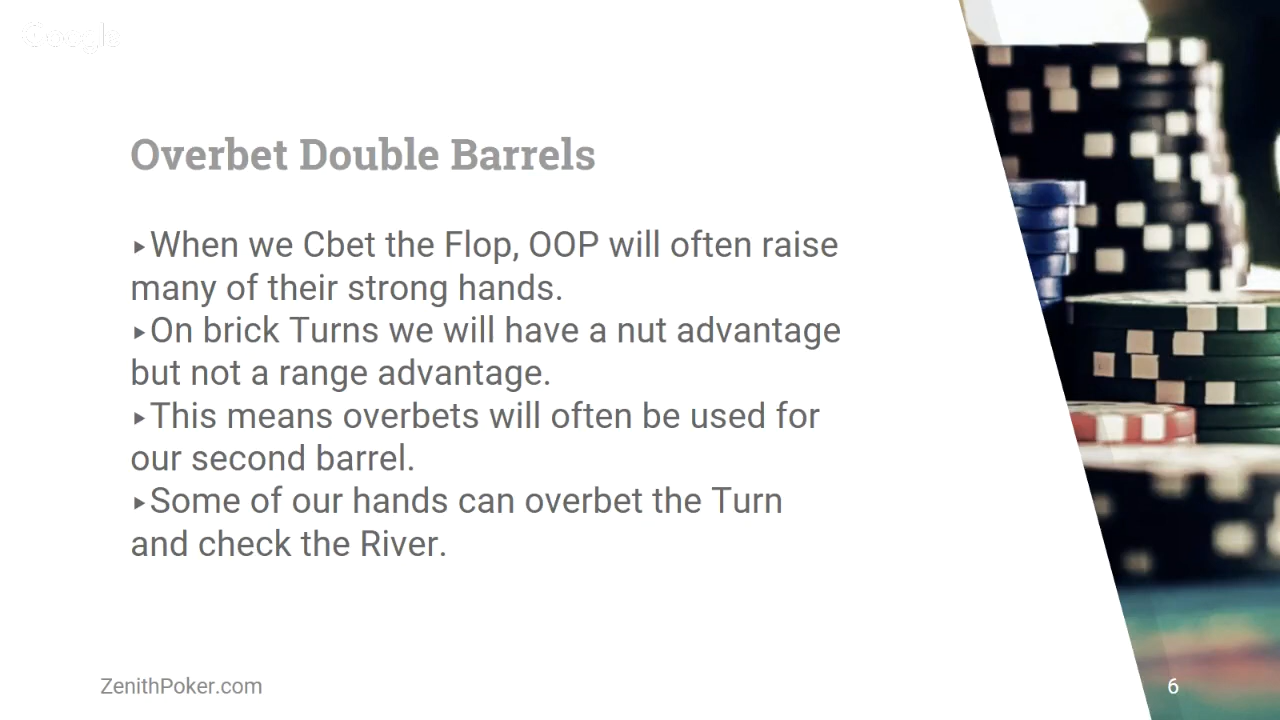 Google
Overbet Double Barrels
▸When we Cbet the Flop, OOP will often raise
many of their strong hands.
▸On brick Turns we will have a nut advantage
but not a range advantage.
▸This means overbets will often be used for
our second barrel.
▸Some of our hands can overbet the Turn
and check the River.
ZenithPoker.com
6